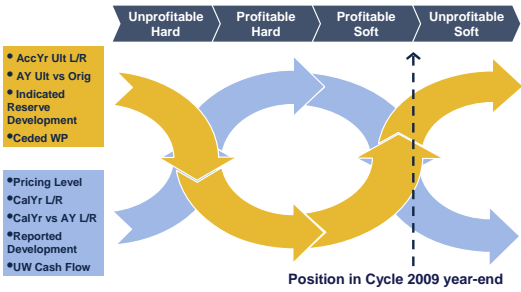 Unprofitable Profitable Profitable Unprofitable
Hard Hard Soft Soft
• AccYr Ult L/R
• AY Ult vs Orig
• Indicated
Reserve
Development
• Ceded WP
•Pricing Level
•CalYr L/R
•CalYr vs AY L/R
•Reported
Development
•UW Cash Flow
Position in Cycle 2009 year-end